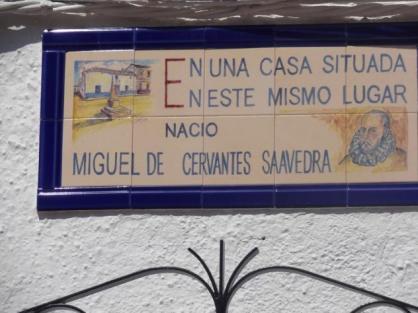 EN UNA CASA SITUADA
EN ESTE MISMO LUGAR
NACIO
MIGUEL DE CERVANTES SAAVEDRA